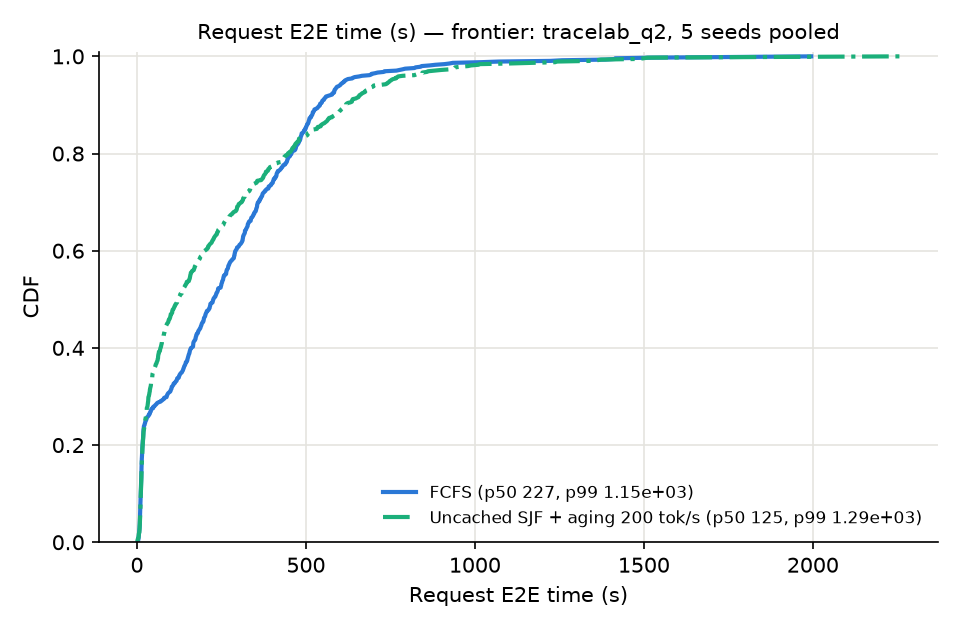 Request E2E time (s) — frontier: tracelab_q2, 5 seeds pooled
1.0
0.8
0.6
0.4
0.2
0.0
CDF
FCFS (p50 227, p99 1.15e+03)
Uncached SJF + aging 200 tok/s (p50 125, p99 1.29e+03)
0 500 1000 1500 2000
Request E2E time (s)